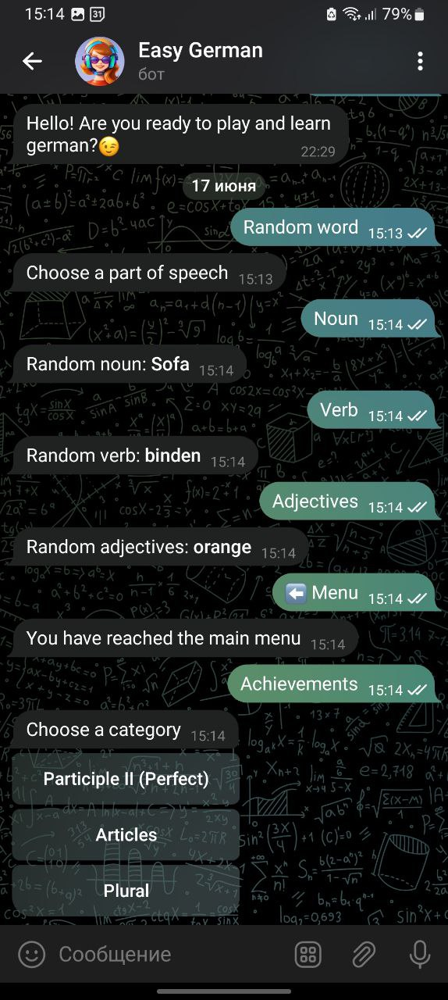 15:14 31 79%
Easy German
бот
Hello! Are you ready to play and learn
german?😉 22:29
17 июня
Random word 15:13
Choose a part of speech 15:13
Noun 15:14
Random noun: Sofa 15:14
Verb 15:14
Random verb: binden 15:14
Adjectives 15:14
Random adjectives: orange 15:14
⬅️ Menu 15:14
You have reached the main menu 15:14
Achievements 15:14
Choose a category 15:14
Participle II (Perfect)
Articles
Plural
Сообщение